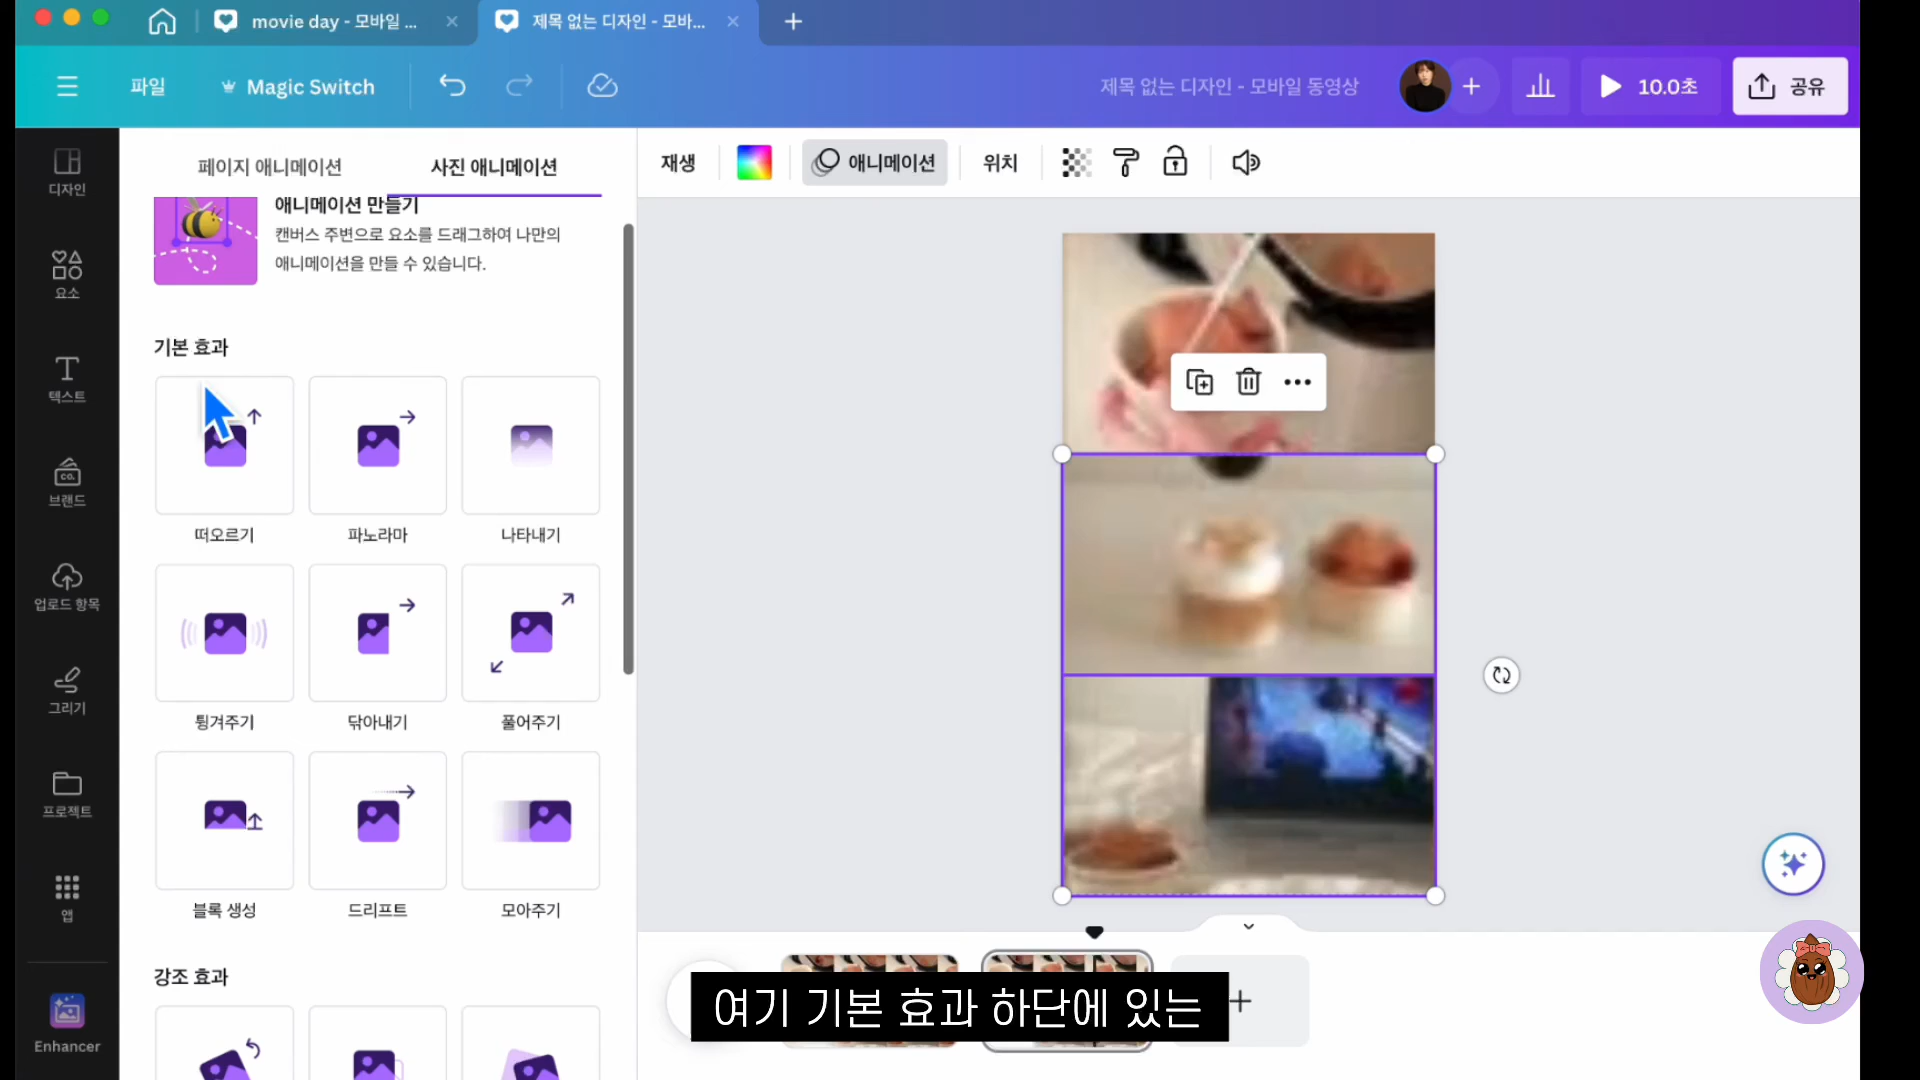 movie day - 모바일 ...
제목 없는 디자인 - 모바...
파일
Magic Switch
제목 없는 디자인 - 모바일 동영상
10.0초
공유
디자인
요소
텍스트
브랜드
업로드 항목
그리기
프로젝트
앱
Enhancer
페이지 애니메이션
사진 애니메이션
애니메이션 만들기
캔버스 주변으로 요소를 드래그하여 나만의
애니메이션을 만들 수 있습니다.
기본 효과
떠오르기
파노라마
나타내기
튕겨주기
닦아내기
풀어주기
블록 생성
드리프트
모아주기
강조 효과
재생
애니메이션
위치
여기 기본 효과 하단에 있는